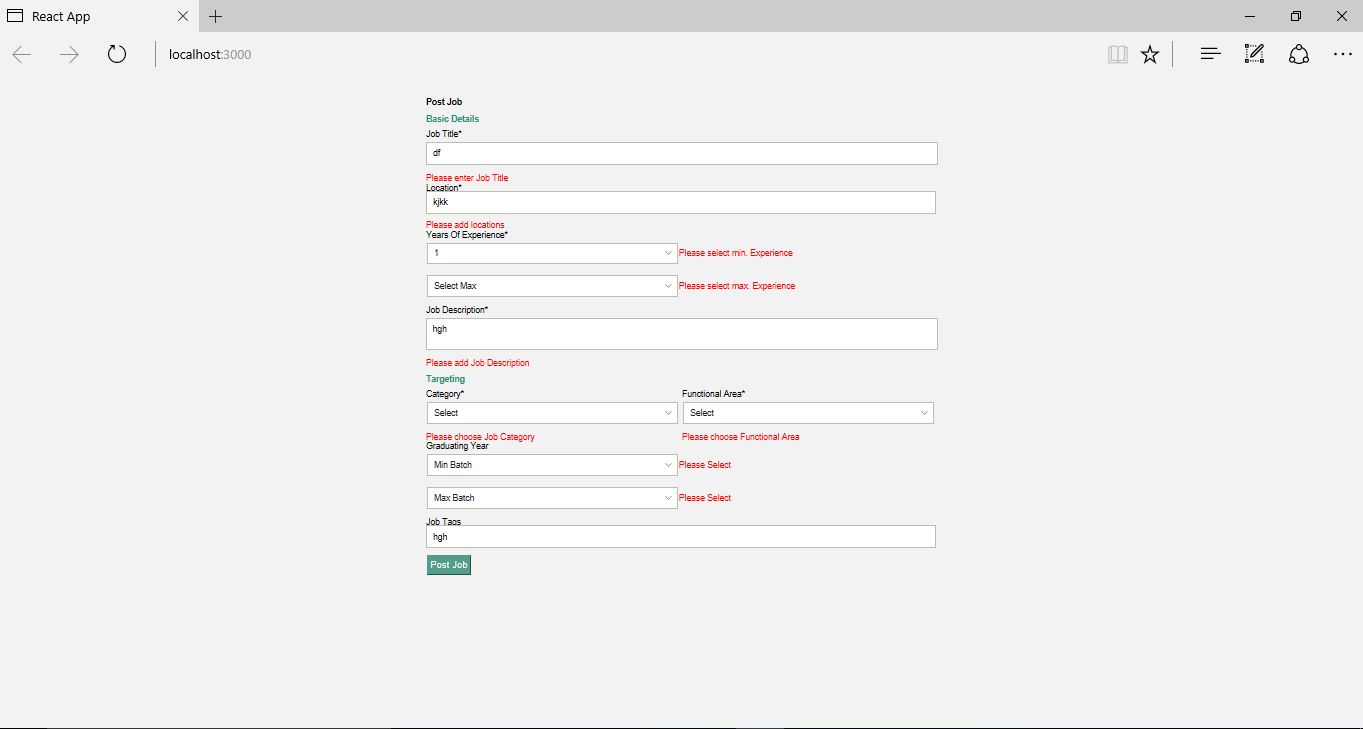 React App
localhost:3000
Post Job
Basic Details
Job Title*
df
Please enter Job Title
Location*
kjkk
Please add locations
Years Of Experience*
1 Please select min. Experience
Select Max Please select max. Experience
Job Description*
hgh
Please add Job Description
Targeting
Category* Functional Area*
Select Select
Please choose Job Category Please choose Functional Area
Graduating Year
Min Batch Please Select
Max Batch Please Select
Job Tags
hgh
Post Job